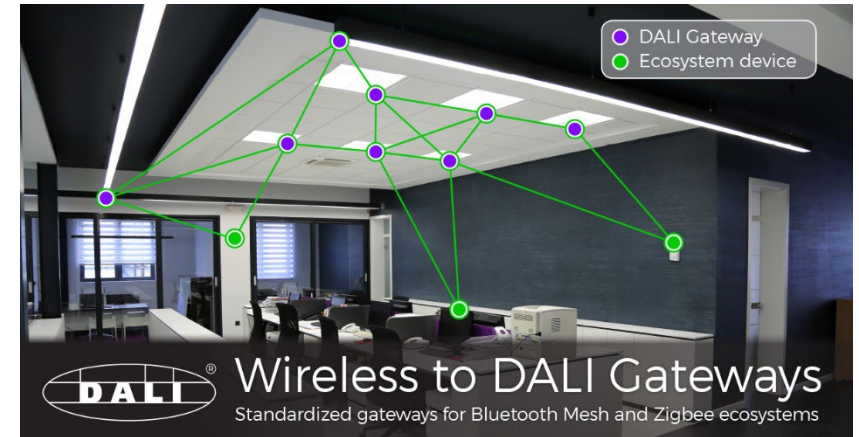 DALI Gateway
Ecosystem device
DALI®
Wireless to DALI Gateways
Standardized gateways for Bluetooth Mesh and Zigbee ecosystems